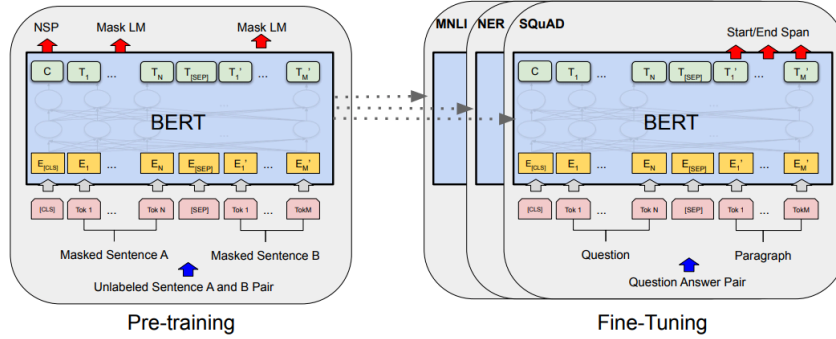 NSP Mask LM Mask LM
C T1 ... TN T[SEP] T1' ... TM'
BERT
E[CLS] E1 ... EN E[SEP] E1' ... EM'
[CLS] Tok 1 ... Tok N [SEP] Tok 1 ... TokM
Masked Sentence A Masked Sentence B
Unlabeled Sentence A and B Pair
Pre-training
MNLI NER SQuAD
Start/End Span
C T1 ... TN T[SEP] T1' ... TM'
BERT
E[CLS] E1 ... EN E[SEP] E1' ... EM'
[CLS] Tok 1 ... Tok N [SEP] Tok 1 ... TokM
Question Paragraph
Question Answer Pair
Fine-Tuning